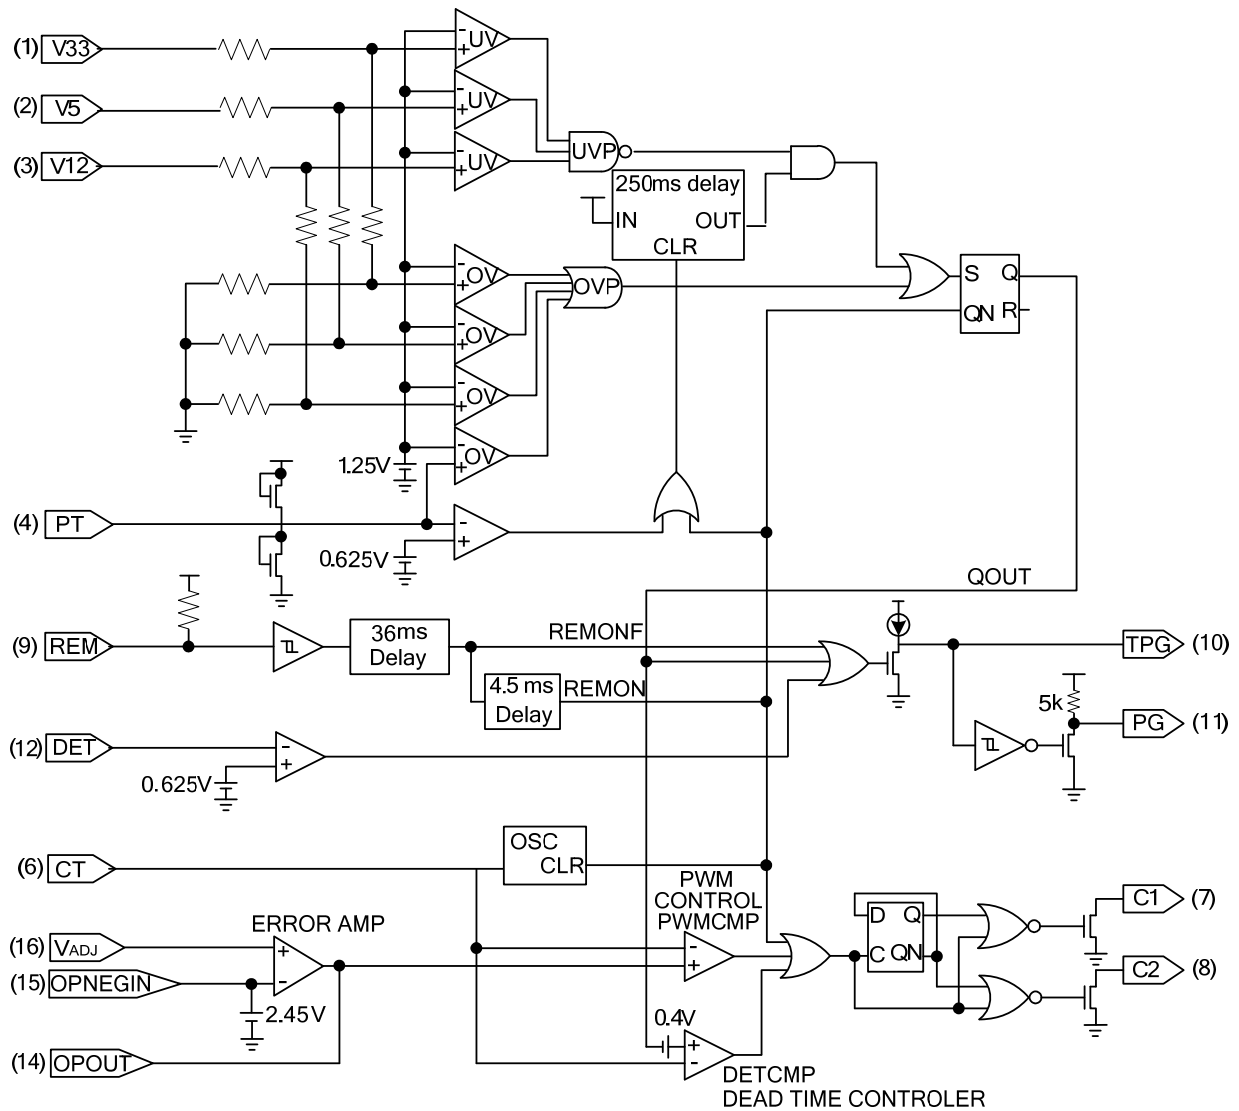 (1) V33
UV
(2) V5
UV
(3) V12
UV
UVP
250ms delay
IN
OUT
CLR
OV
OVP
S Q
QN R
OV
OV
1.25V
OV
(4) PT
0.625V
QOUT
(9) REM
36ms
Delay
REMONF
TPG (10)
4.5 ms
Delay
REMON
5k
PG (11)
(12) DET
0.625V
(6) CT
OSC
CLR
PWM
CONTROL
PWMCMP
D Q
C QN
C1 (7)
ERROR AMP
(16) VADJ
(15) OPNEGIN
2.45V
C2 (8)
0.4V
(14) OPOUT
DETCMP
DEAD TIME CONTROLER
+
-